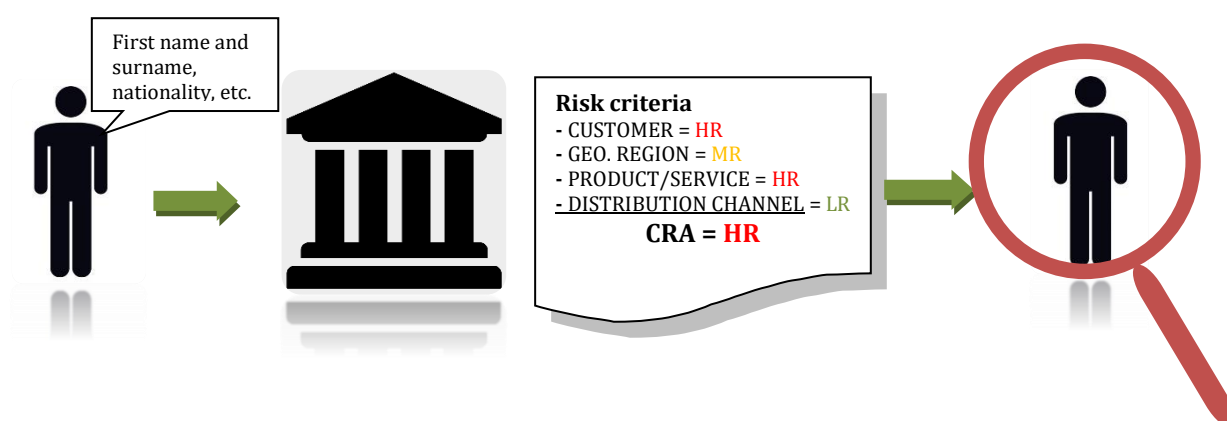 First name and
surname,
nationality, etc.
Risk criteria
- CUSTOMER = HR
- GEO. REGION = MR
- PRODUCT/SERVICE = HR
- DISTRIBUTION CHANNEL = LR
CRA = HR